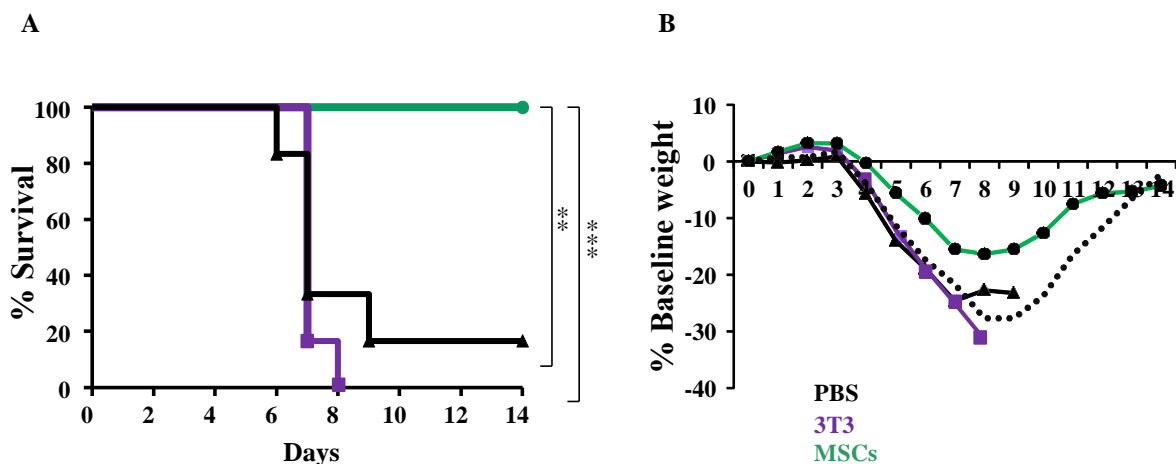 A
B
% Survival
100
80
60
40
20
0
0 2 4 6 8 10 12 14
Days
**
***
% Baseline weight
10
0
-10
-20
-30
-40
0 1 2 3 4 5 6 7 8 9 10 11 12 13 14
PBS
3T3
MSCs